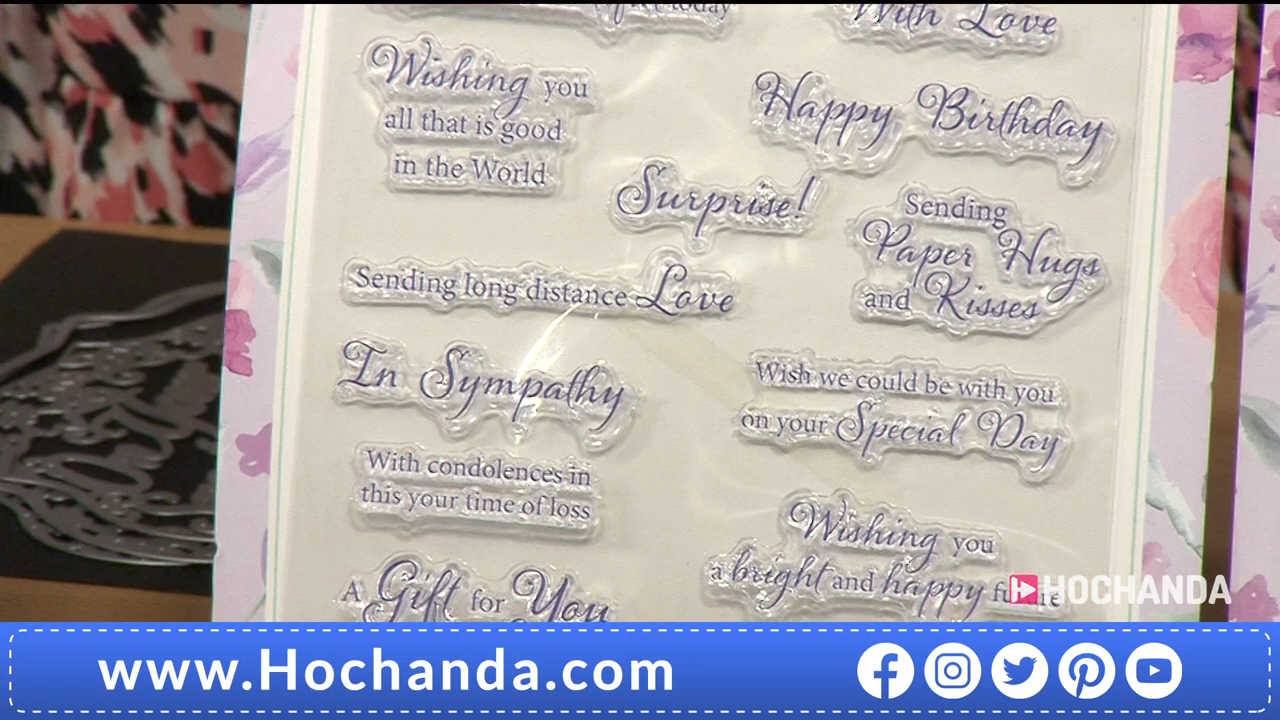 today
With Love
Wishing you
all that is good
in the World
Happy Birthday
Surprise!
Sending
Paper Hugs
and Kisses
Sending long distance Love
In Sympathy
Wish we could be with you
on your Special Day
With condolences in
this your time of loss
Wishing you
a bright and happy
A Gift for You
HOCHANDA
www.Hochanda.com